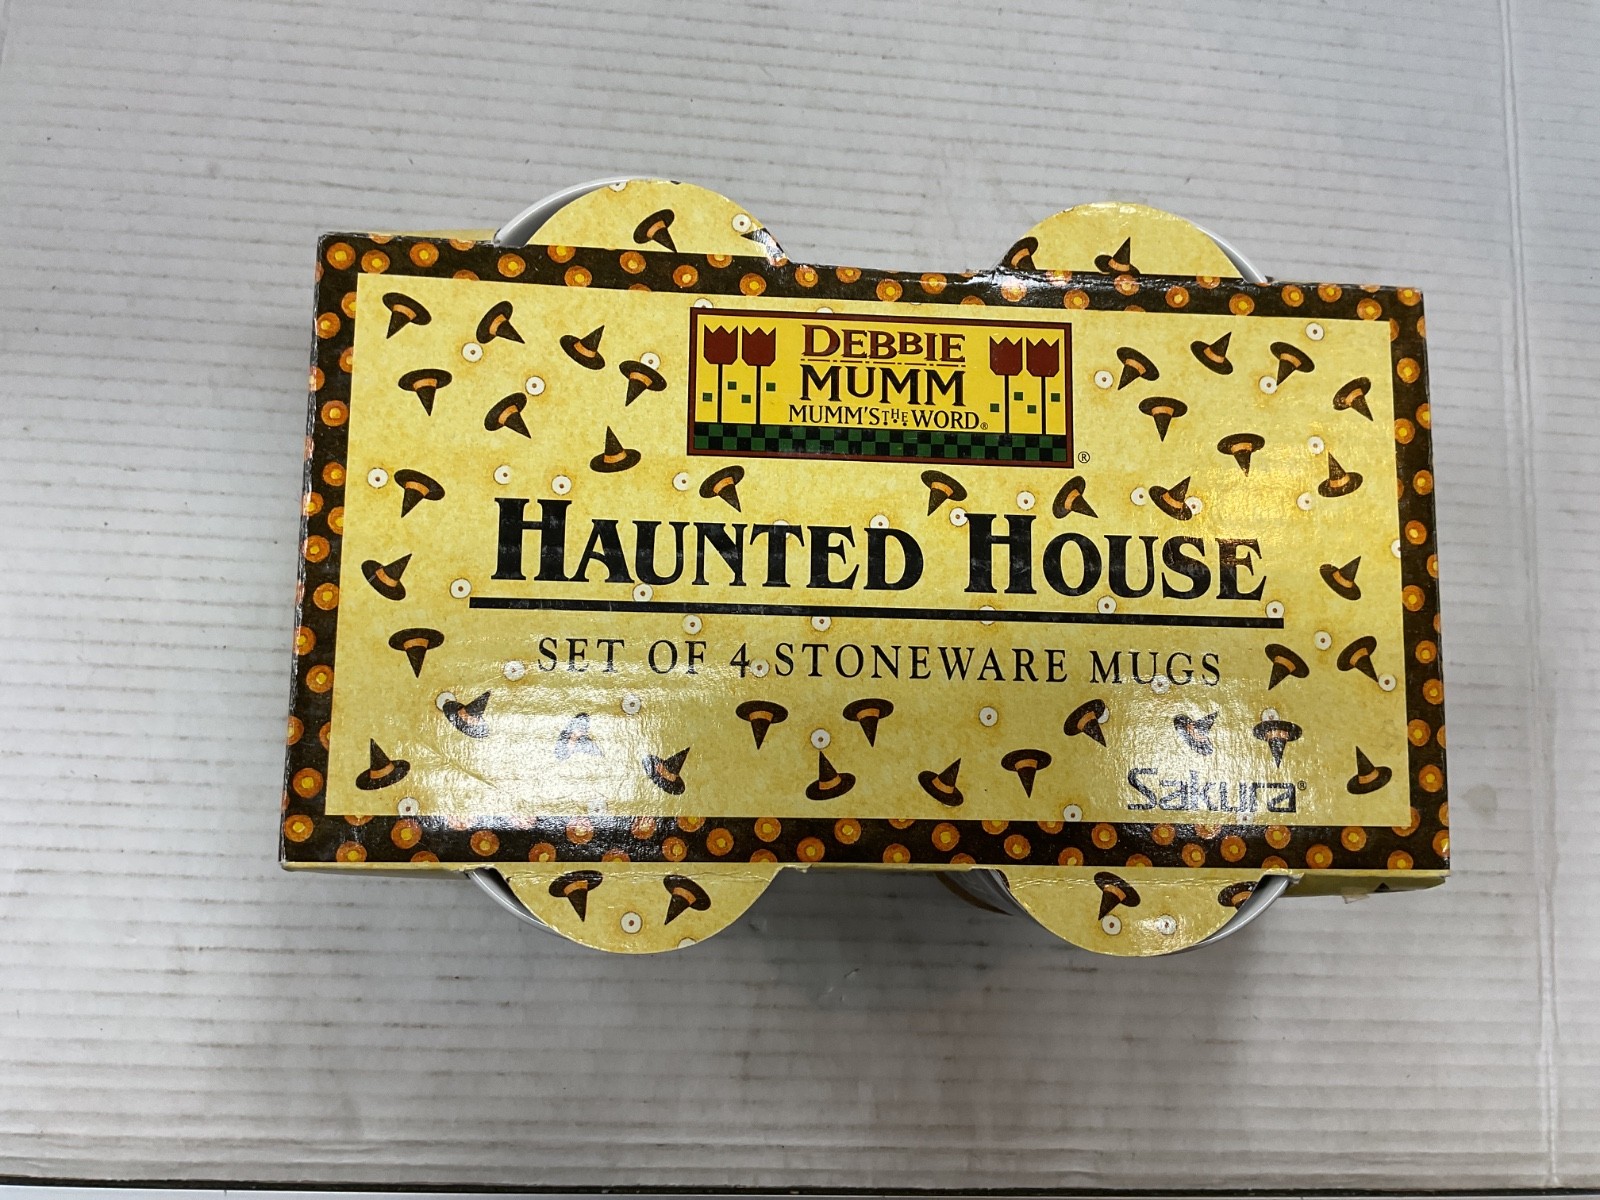 DEBBIE
MUMM
MUMM'S THE WORD®
®
HAUNTED HOUSE
SET OF 4 STONEWARE MUGS
Sakura®